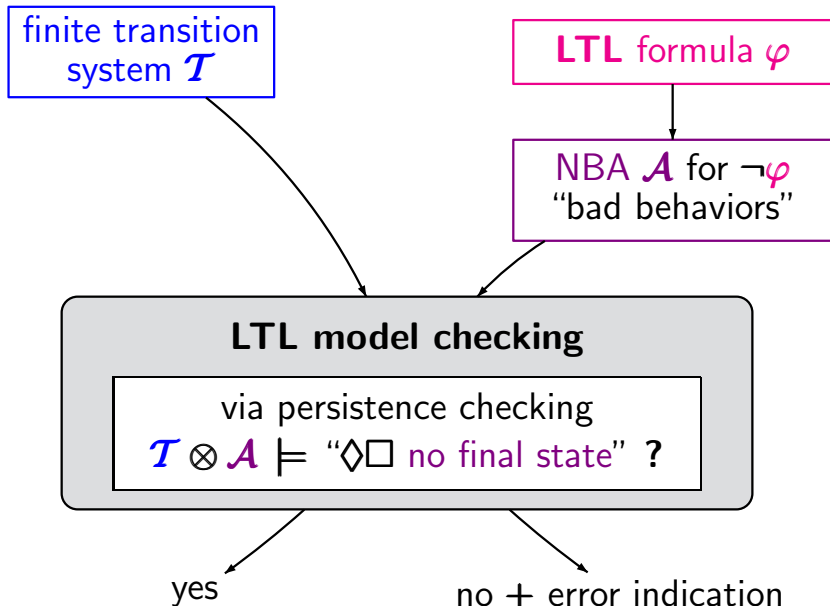 finite transition
system 𝓣
LTL formula φ
NBA 𝓐 for ¬φ
“bad behaviors”
LTL model checking
via persistence checking
𝓣 ⊗ 𝓐 ⊨ “◊□ no final state” ?
yes
no + error indication